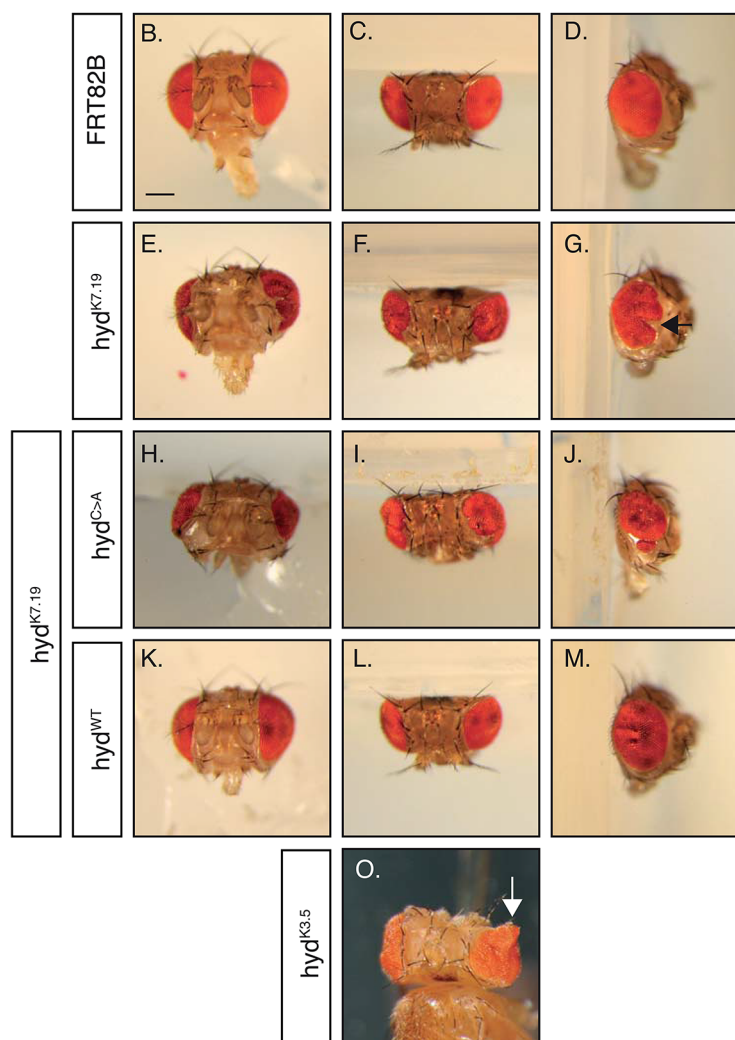 FRT82B
B.
C.
D.
hydK7.19
E.
F.
G.
hydK7.19
hydC>A
H.
I.
J.
hydWT
K.
L.
M.
hydK3.5
O.